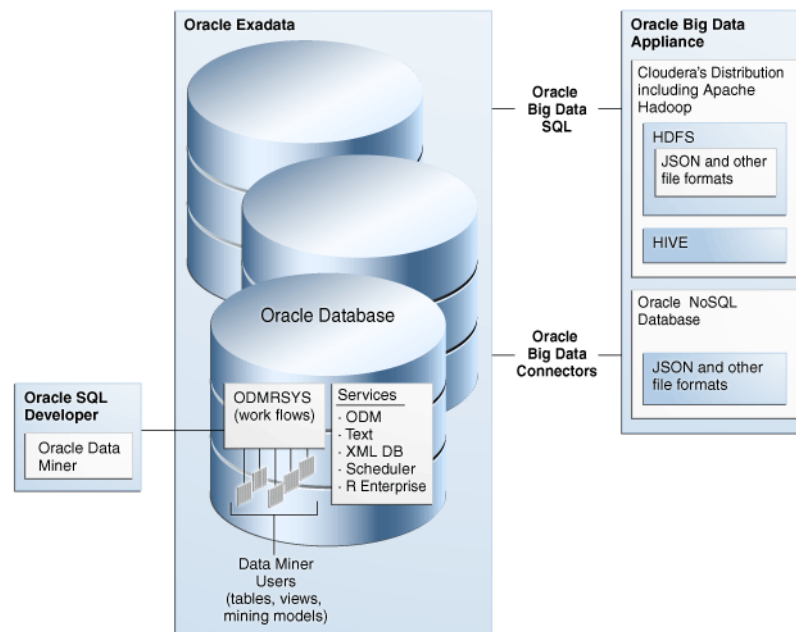 Oracle Exadata
Oracle Database
ODMRSYS
(work flows)
Services
· ODM
· Text
· XML DB
· Scheduler
· R Enterprise
Data Miner
Users
(tables, views,
mining models)
Oracle SQL
Developer
Oracle Data
Miner
Oracle
Big Data
SQL
Oracle
Big Data
Connectors
Oracle Big Data
Appliance
Cloudera's Distribution
including Apache
Hadoop
HDFS
JSON and other
file formats
HIVE
Oracle NoSQL
Database
JSON and other
file formats